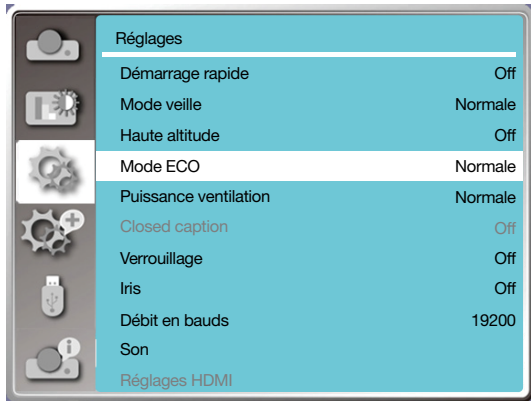 Réglages
Démarrage rapide Off
Mode veille Normale
Haute altitude Off
Mode ECO Normale
Puissance ventilation Normale
Closed caption Off
Verrouillage Off
Iris Off
Débit en bauds 19200
Son
Réglages HDMI